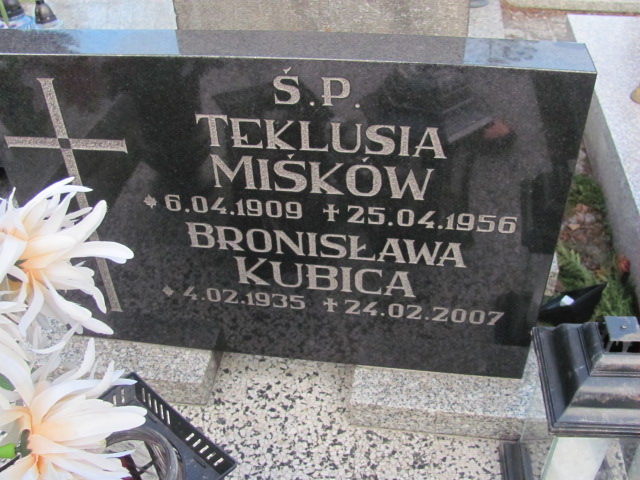 Ś.P.
TEKLUSIA
MIŚKÓW
* 6.04.1909 ✝ 25.04.1956
BRONISŁAWA
KUBICA
* 4.02.1935 ✝ 24.02.2007